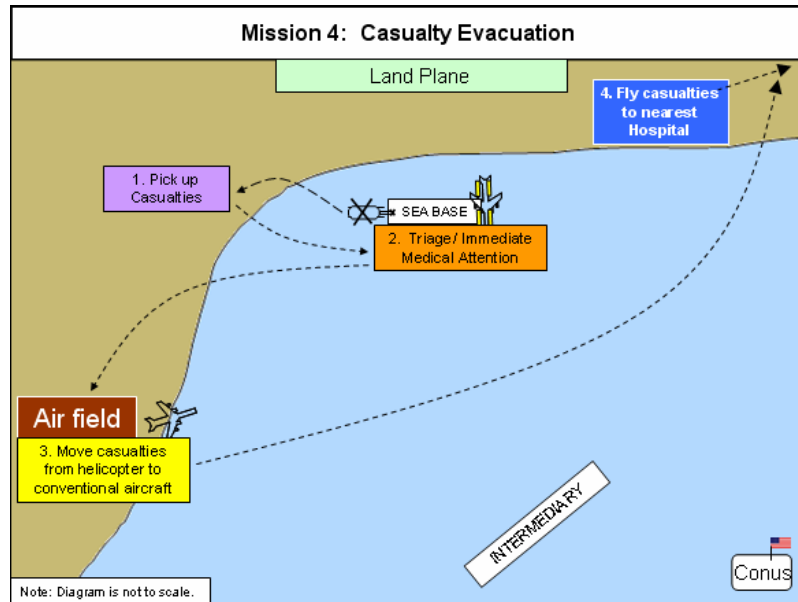 Mission 4: Casualty Evacuation
Land Plane
4. Fly casualties
to nearest
Hospital
1. Pick up
Casualties
SEA BASE
2. Triage / Immediate
Medical Attention
Air field
3. Move casualties
from helicopter to
conventional aircraft
INTERMEDIARY
Conus
Note: Diagram is not to scale.